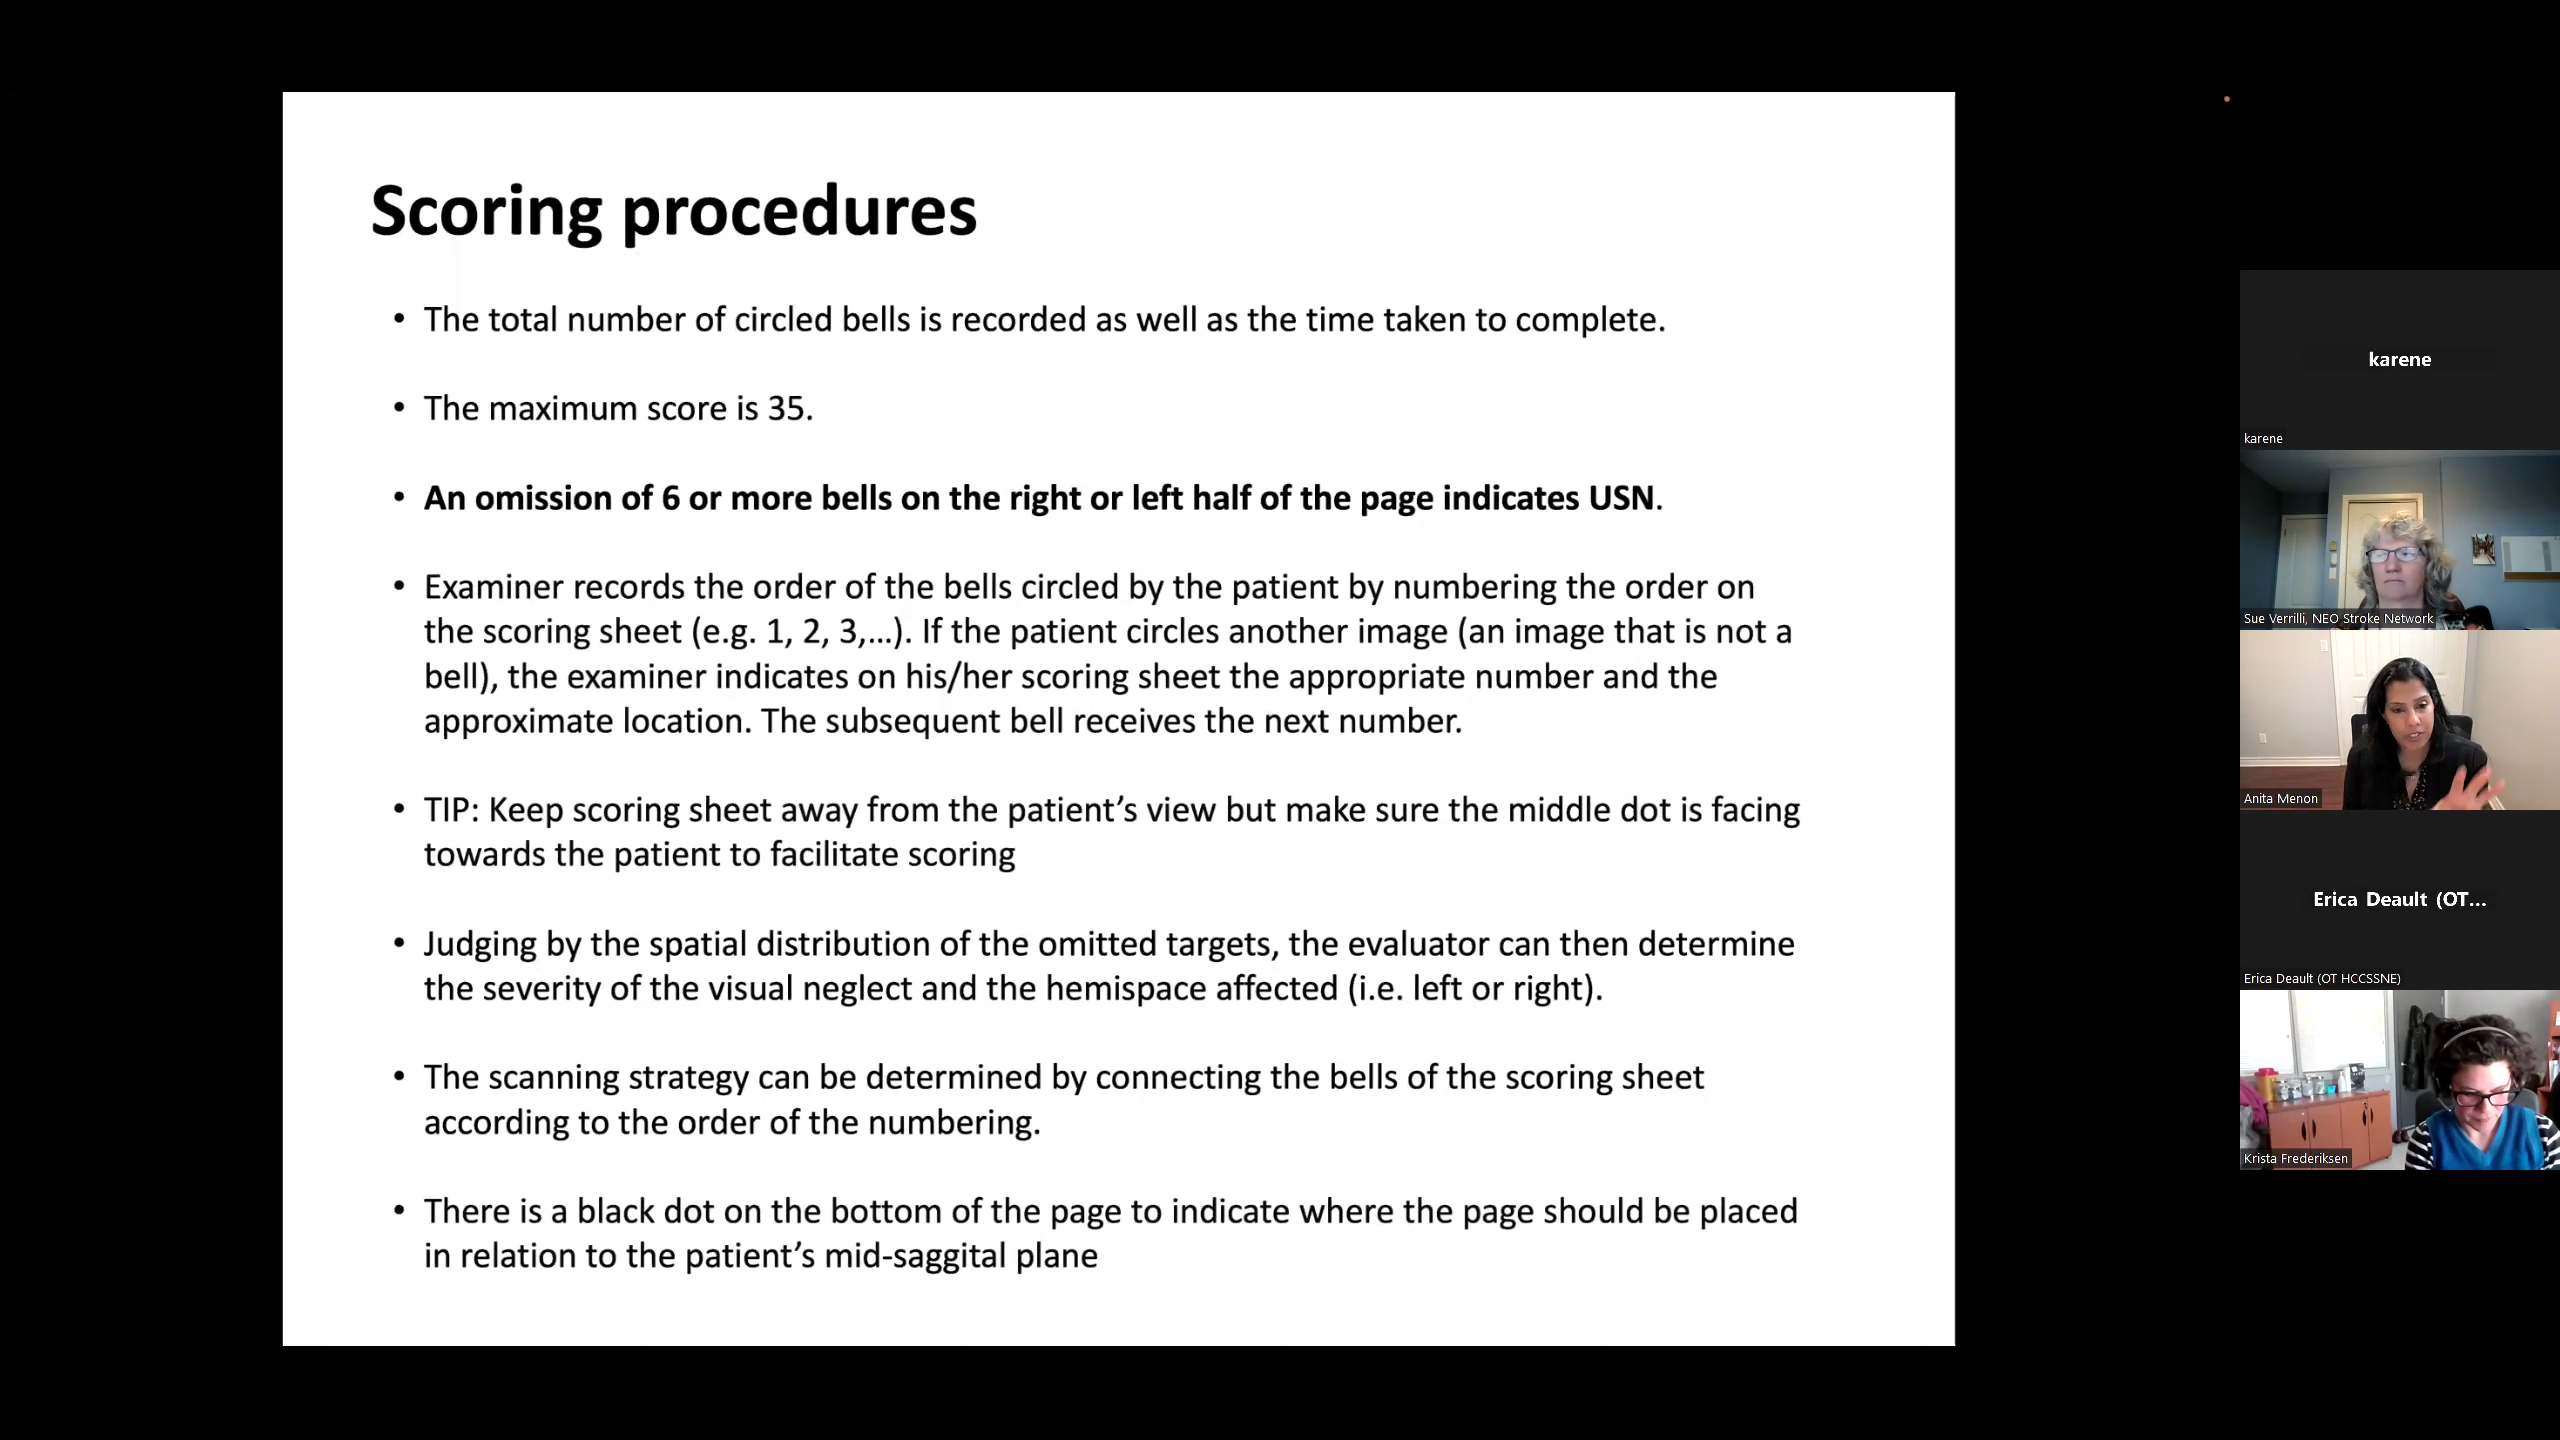 Scoring procedures
• The total number of circled bells is recorded as well as the time taken to complete.
• The maximum score is 35.
• An omission of 6 or more bells on the right or left half of the page indicates USN.
• Examiner records the order of the bells circled by the patient by numbering the order on
the scoring sheet (e.g. 1, 2, 3,…). If the patient circles another image (an image that is not a
bell), the examiner indicates on his/her scoring sheet the appropriate number and the
approximate location. The subsequent bell receives the next number.
• TIP: Keep scoring sheet away from the patient’s view but make sure the middle dot is facing
towards the patient to facilitate scoring
• Judging by the spatial distribution of the omitted targets, the evaluator can then determine
the severity of the visual neglect and the hemispace affected (i.e. left or right).
• The scanning strategy can be determined by connecting the bells of the scoring sheet
according to the order of the numbering.
• There is a black dot on the bottom of the page to indicate where the page should be placed
in relation to the patient’s mid-saggital plane
karene
karene
Sue Verrilli, NEO Stroke Network
Anita Menon
Erica Deault (OT...
Erica Deault (OT HCCSSNE)
Krista Frederiksen